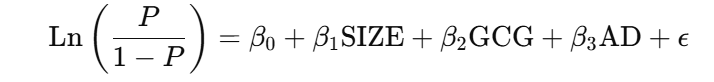 Ln(P/(1 − P)) = β₀ + β₁SIZE + β₂GCG + β₃AD + ϵ